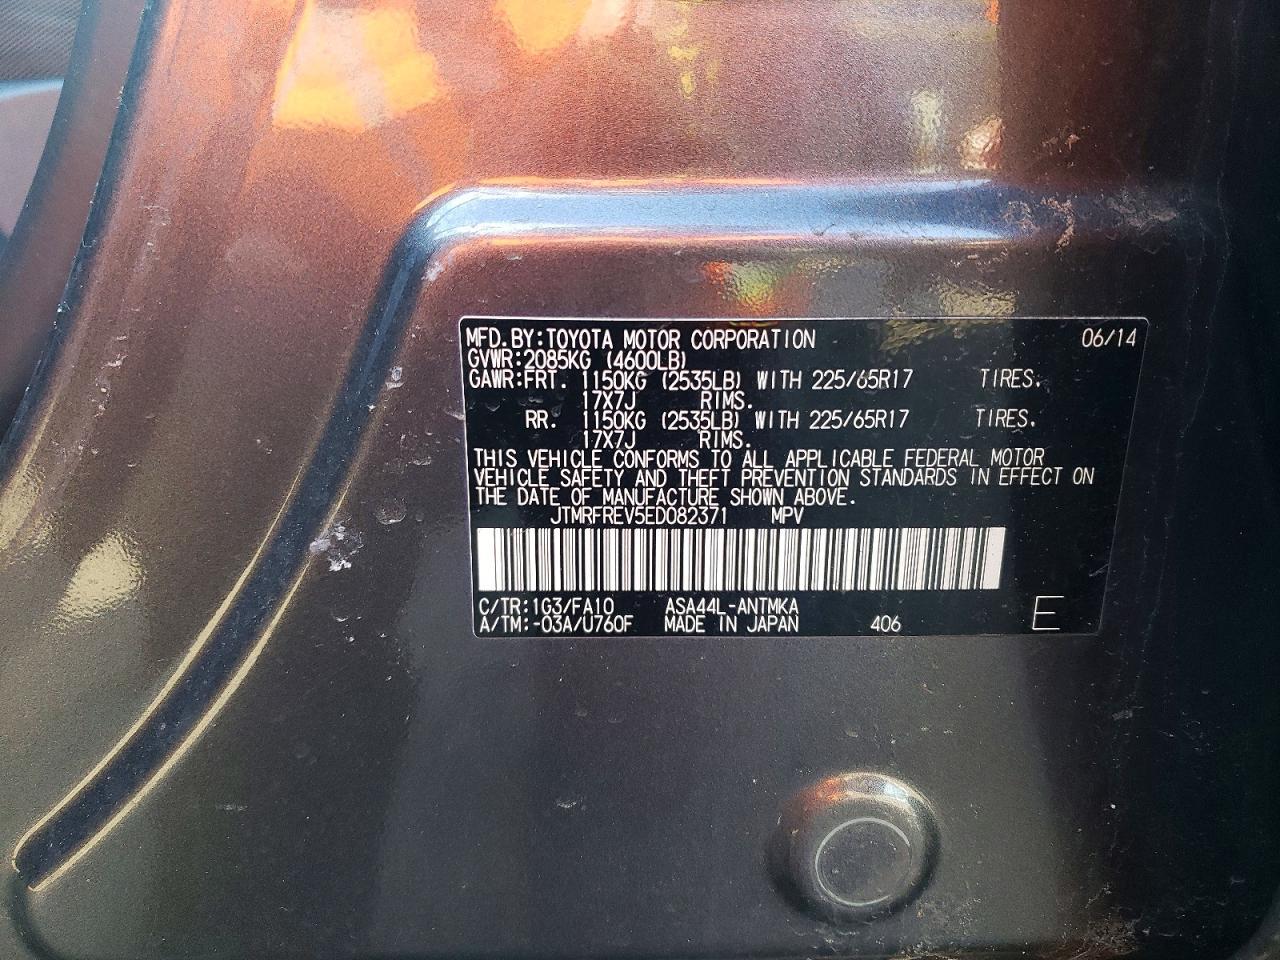 MFD.BY:TOYOTA MOTOR CORPORATION 06/14
GVWR:2085KG (4600LB)
GAWR:FRT. 1150KG (2535LB) WITH 225/65R17 TIRES.
17X7J RIMS.
RR. 1150KG (2535LB) WITH 225/65R17 TIRES.
17X7J RIMS.
THIS VEHICLE CONFORMS TO ALL APPLICABLE FEDERAL MOTOR
VEHICLE SAFETY AND THEFT PREVENTION STANDARDS IN EFFECT ON
THE DATE OF MANUFACTURE SHOWN ABOVE.
JTMRFREV5ED082371 MPV
C/TR:1G3/FA10 ASA44L-ANTMKA
A/TM:-03A/U760F MADE IN JAPAN 406 E